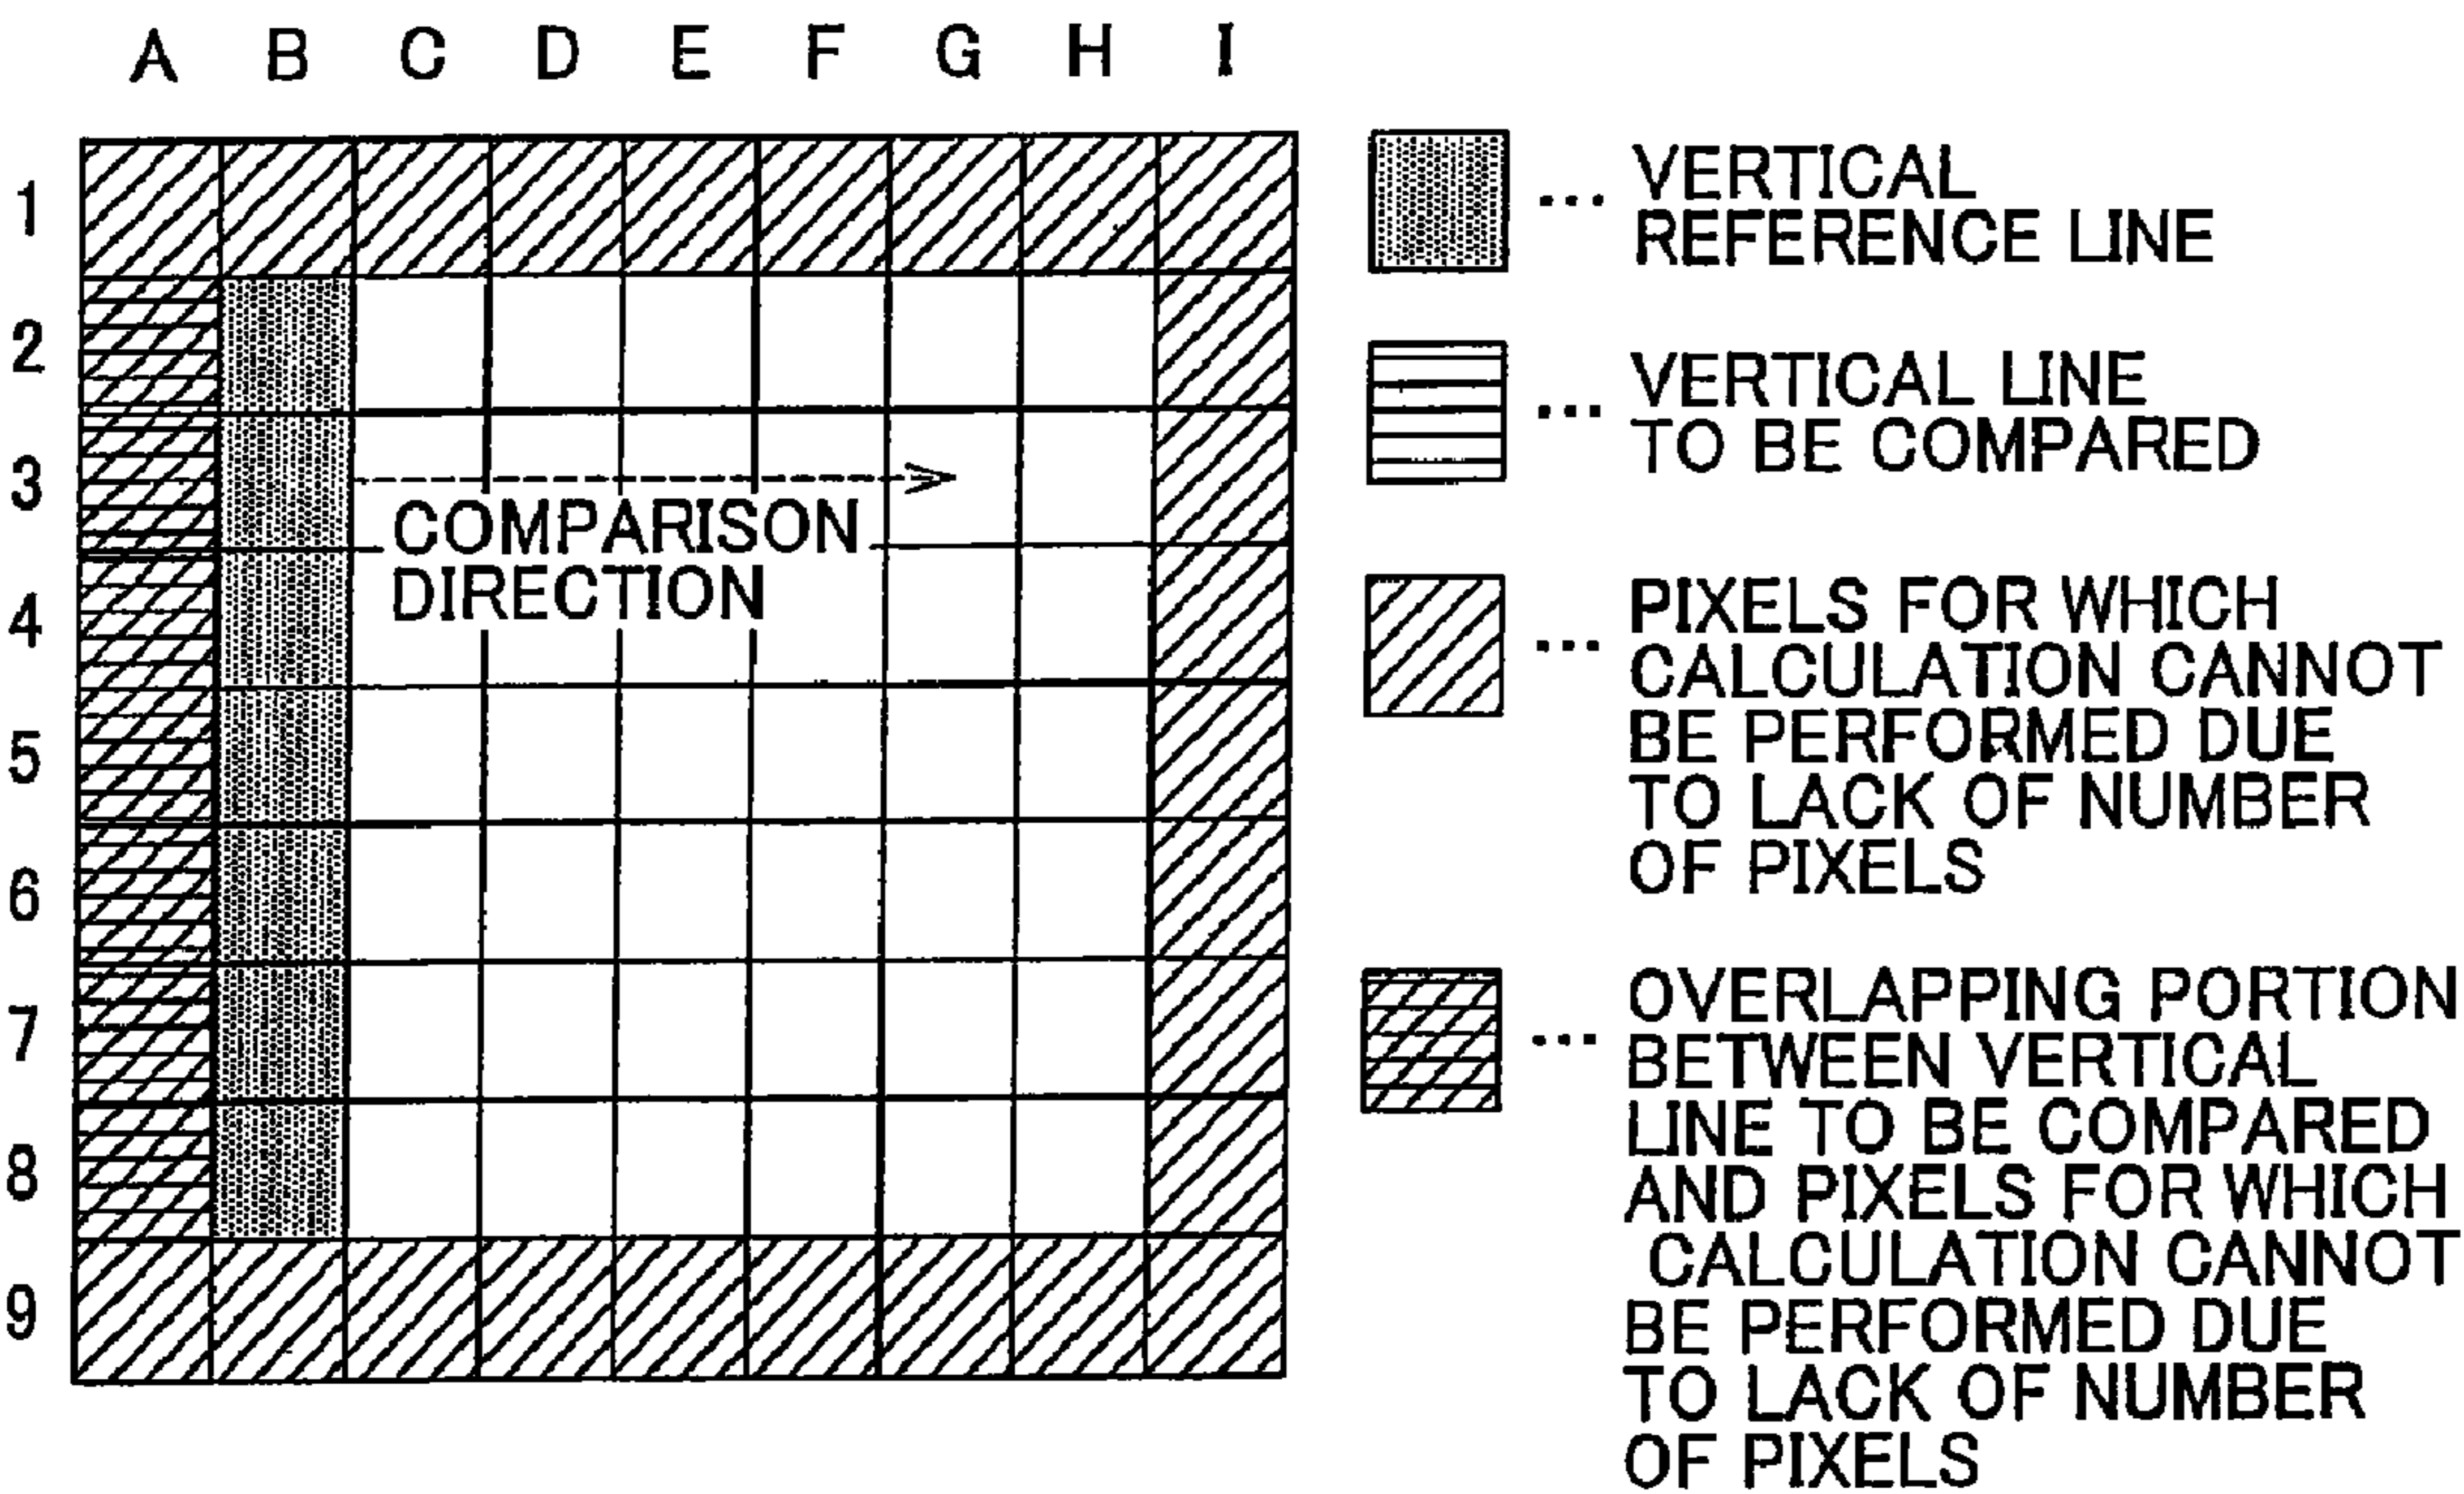 A B C D E F G H I
1
2
3
4
5
6
7
8
9
COMPARISON
DIRECTION
... VERTICAL
REFERENCE LINE
... VERTICAL LINE
TO BE COMPARED
... PIXELS FOR WHICH
CALCULATION CANNOT
BE PERFORMED DUE
TO LACK OF NUMBER
OF PIXELS
... OVERLAPPING PORTION
BETWEEN VERTICAL
LINE TO BE COMPARED
AND PIXELS FOR WHICH
CALCULATION CANNOT
BE PERFORMED DUE
TO LACK OF NUMBER
OF PIXELS